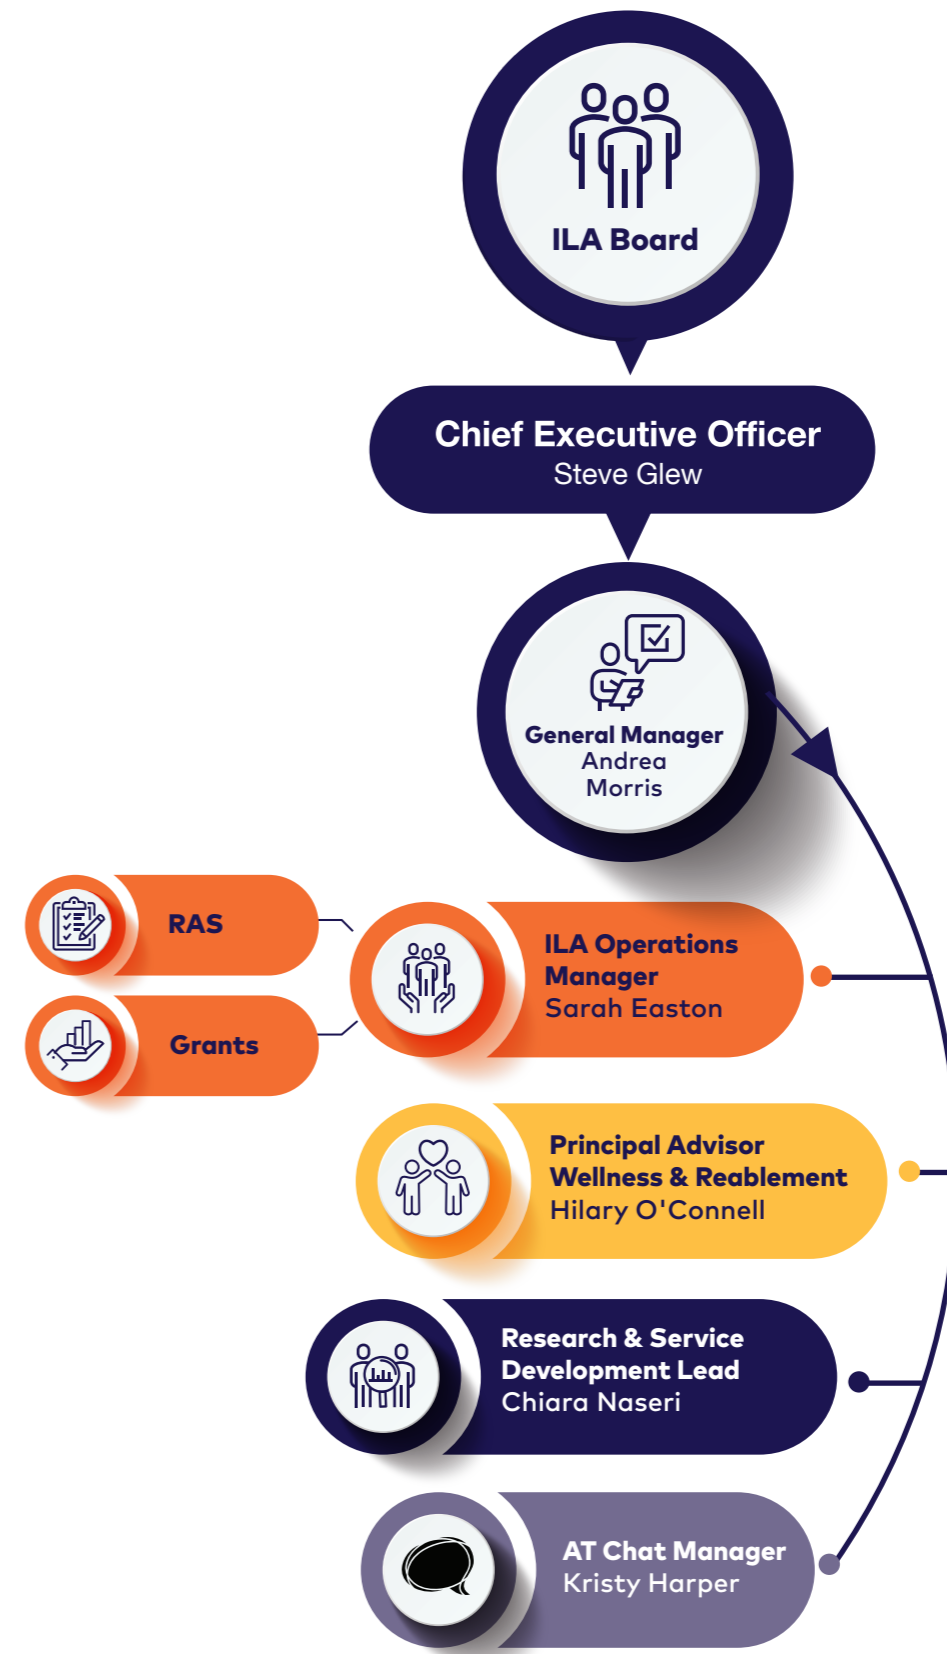 ILA Board
Chief Executive Officer
Steve Glew
General Manager
Andrea
Morris
RAS
Grants
ILA Operations
Manager
Sarah Easton
Principal Advisor
Wellness & Reablement
Hilary O'Connell
Research & Service
Development Lead
Chiara Naseri
AT Chat Manager
Kristy Harper